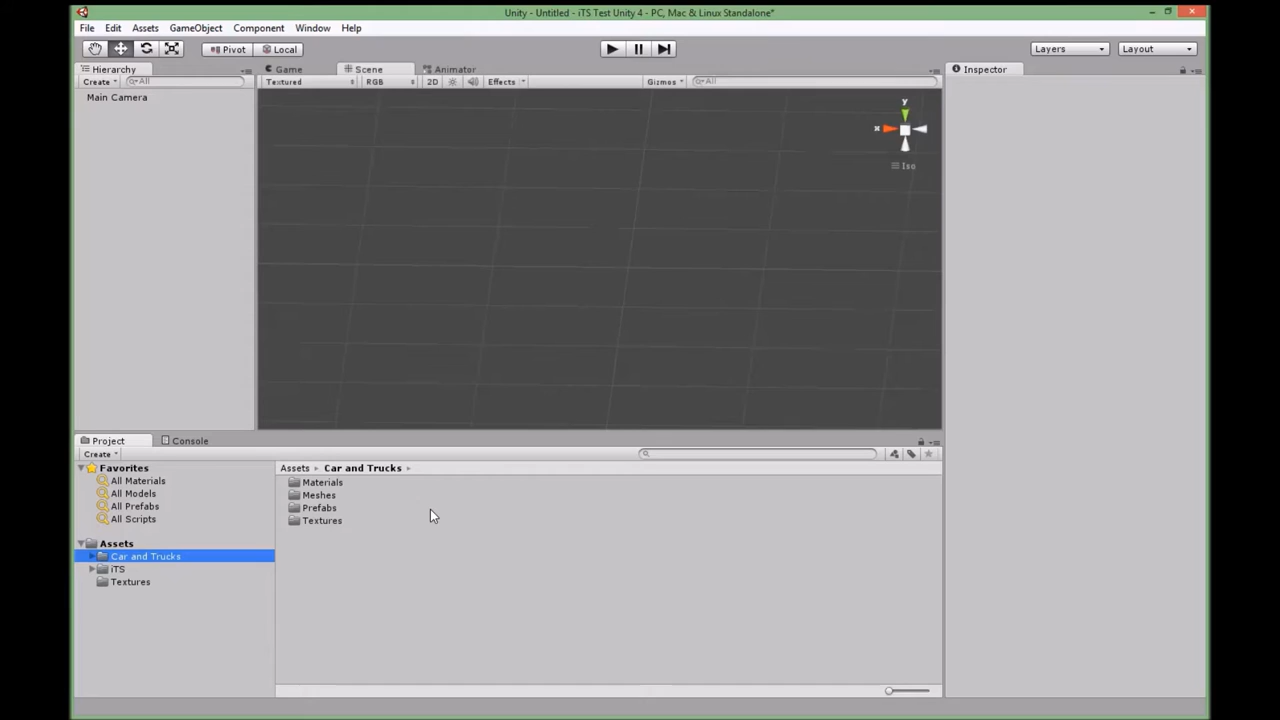 Unity - Untitled - iTS Test Unity 4 - PC, Mac & Linux Standalone*
File Edit Assets GameObject Component Window Help
Pivot Local Layers Layout
Hierarchy Game Scene Animator Inspector
Create All Textured RGB 2D Effects Gizmos All
Main Camera
y
x
Iso
Project Console
Create
Favorites
All Materials
All Models
All Prefabs
All Scripts
Assets
Car and Trucks
iTS
Textures
Assets Car and Trucks
Materials
Meshes
Prefabs
Textures